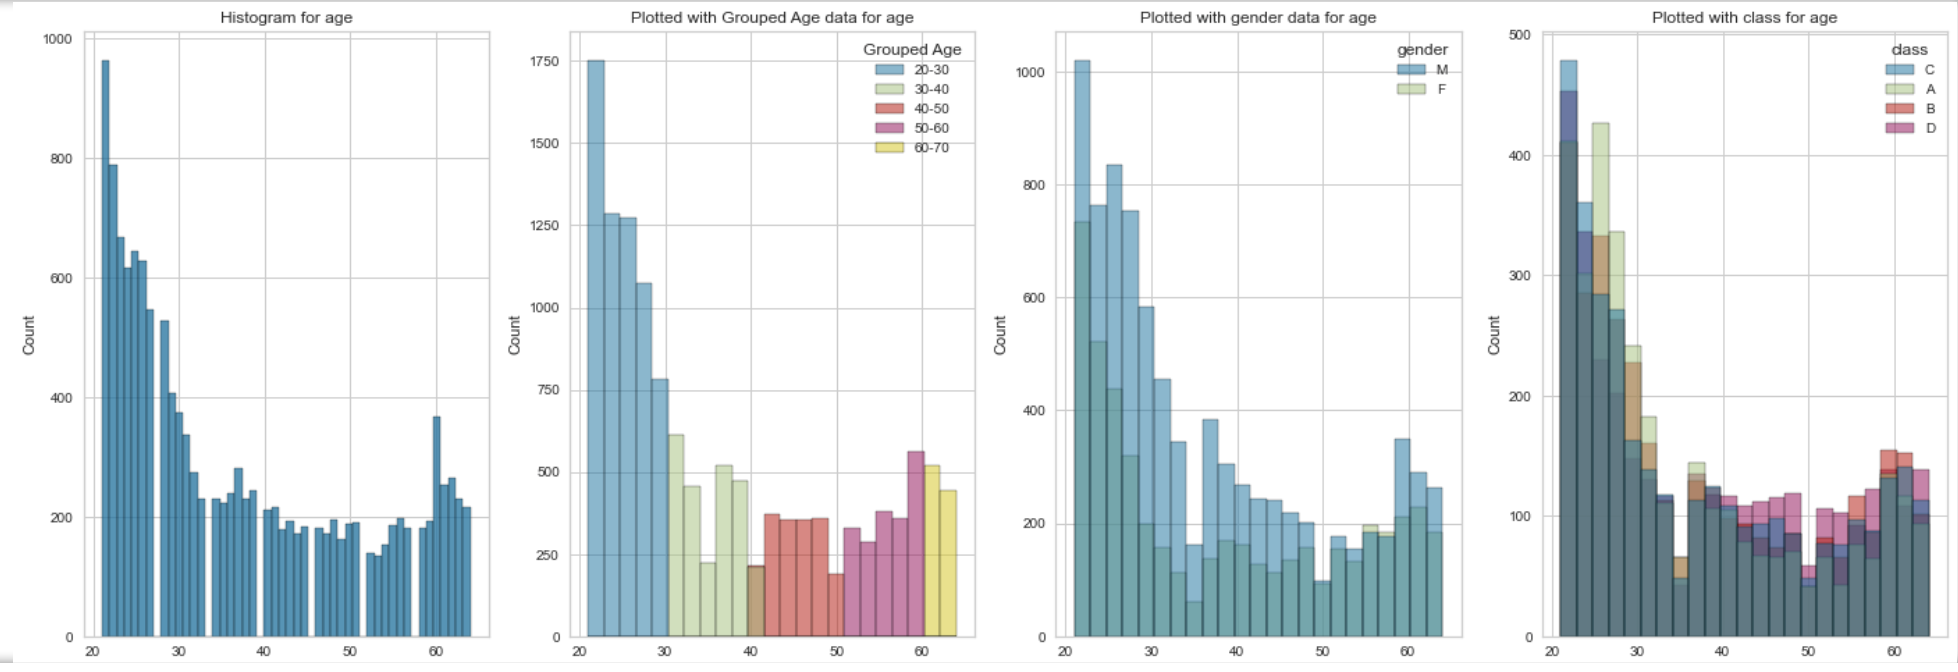 Histogram for age
1000
800
600
400
200
0
Count
20 30 40 50 60
Plotted with Grouped Age data for age
Grouped Age
20-30
30-40
40-50
50-60
60-70
1750
1500
1250
1000
750
500
250
0
Count
20 30 40 50 60
Plotted with gender data for age
gender
M
F
1000
800
600
400
200
0
Count
20 30 40 50 60
Plotted with class for age
class
C
A
B
D
500
400
300
200
100
0
Count
20 30 40 50 60